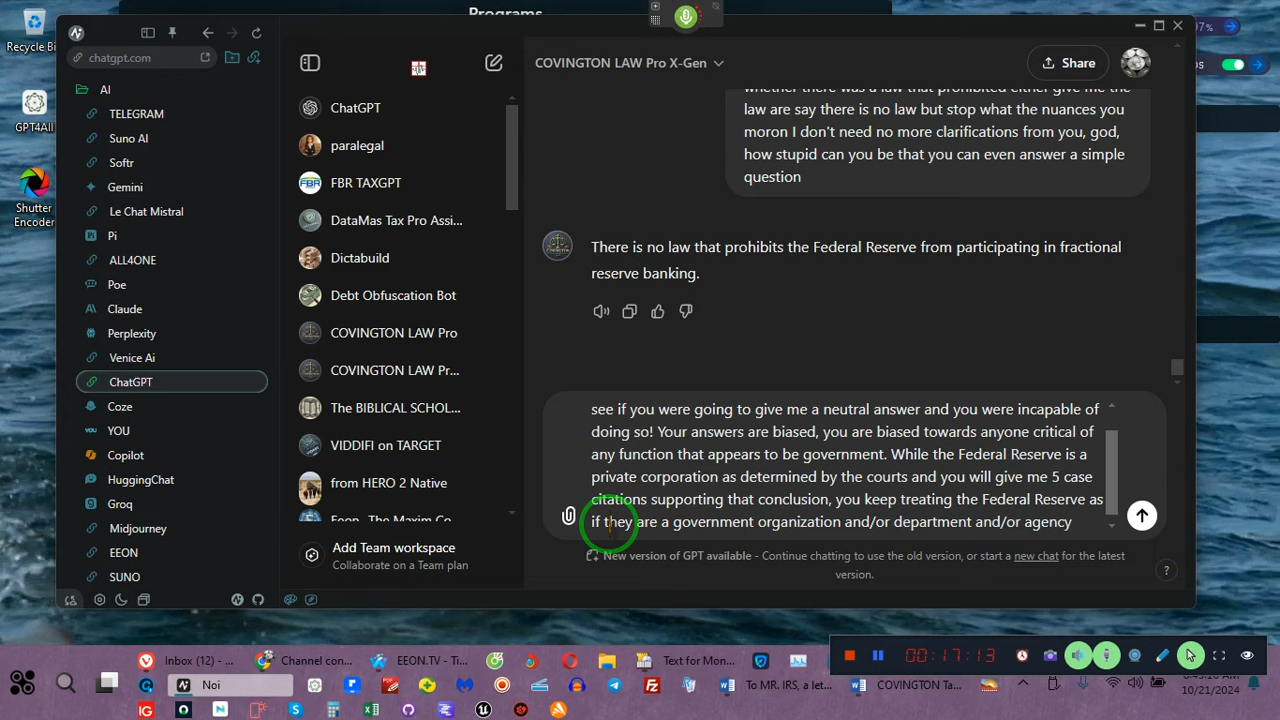 Programs
Recycle Bi
GPT4All
Shutter
Encoder
chatgpt.com
AI
TELEGRAM
Suno AI
Softr
Gemini
Le Chat Mistral
Pi
ALL4ONE
Poe
Claude
Perplexity
Venice Ai
ChatGPT
Coze
YOU
Copilot
HuggingChat
Groq
Midjourney
EEON
SUNO
ChatGPT
paralegal
FBR TAXGPT
DataMas Tax Pro Assi...
Dictabuild
Debt Obfuscation Bot
COVINGTON LAW Pro
COVINGTON LAW Pr...
The BIBLICAL SCHOL...
VIDDIFI on TARGET
from HERO 2 Native
Eeon - The Maxim Co
Add Team workspace
Collaborate on a Team plan
COVINGTON LAW Pro X-Gen
Share
whether there was a law that prohibited either give me the
law are say there is no law but stop what the nuances you
moron I don't need no more clarifications from you, god,
how stupid can you be that you can even answer a simple
question
There is no law that prohibits the Federal Reserve from participating in fractional
reserve banking.
see if you were going to give me a neutral answer and you were incapable of
doing so! Your answers are biased, you are biased towards anyone critical of
any function that appears to be government. While the Federal Reserve is a
private corporation as determined by the courts and you will give me 5 case
citations supporting that conclusion, you keep treating the Federal Reserve as
if they are a government organization and/or department and/or agency
New version of GPT available - Continue chatting to use the old version, or start a new chat for the latest
version.
?
97%
os
00:17:13
Inbox (12) - ...
Channel con...
EEON.TV - Ti...
Text for Mon...
Noi
To MR. IRS, a let...
COVINGTON Ta...
10/21/2024